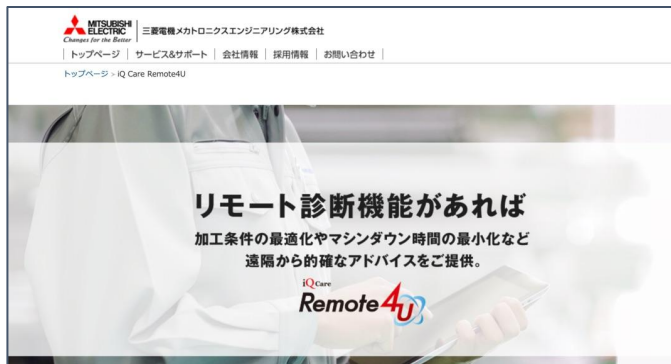 MITSUBISHI ELECTRIC
Changes for the Better
三菱電機メカトロニクスエンジニアリング株式会社
トップページ
サービス&サポート
会社情報
採用情報
お問い合わせ
トップページ > iQ Care Remote4U
リモート診断機能があれば
加工条件の最適化やマシンダウン時間の最小化など
遠隔から的確なアドバイスをご提供。
iQ Care
Remote4U